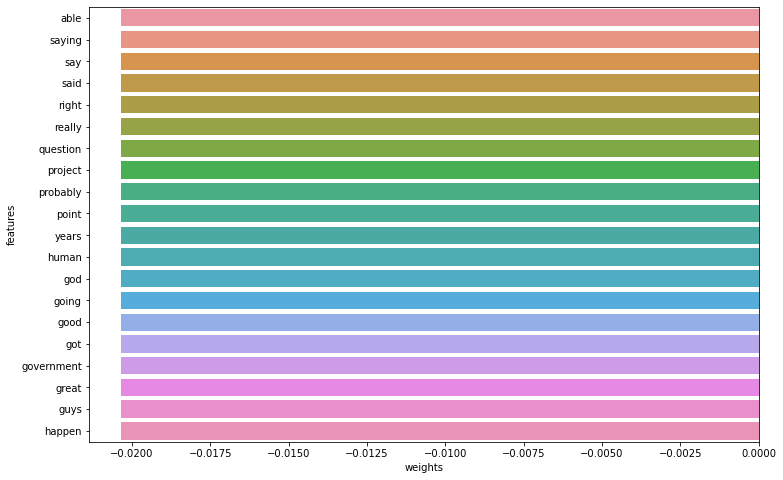 able
saying
say
said
right
really
question
project
probably
point
years
human
god
going
good
got
government
great
guys
happen
features
−0.0200 −0.0175 −0.0150 −0.0125 −0.0100 −0.0075 −0.0050 −0.0025 0.0000
weights